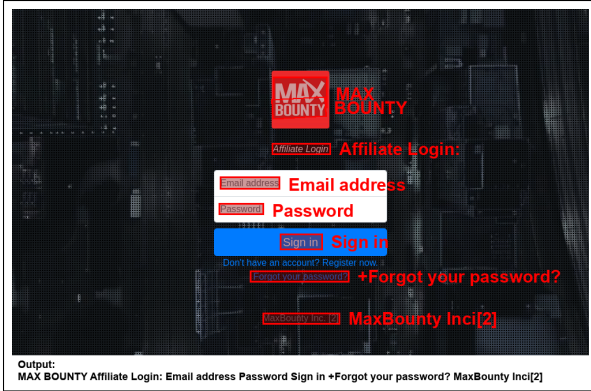 MAX
BOUNTY
MAX
BOUNTY
Affiliate Login
Affiliate Login:
Email address
Email address
Password
Password
Sign in
Sign in
Don't have an account? Register now.
Forgot your password?
+Forgot your password?
MaxBounty Inc. [2]
MaxBounty Inci[2]
Output:
MAX BOUNTY Affiliate Login: Email address Password Sign in +Forgot your password? MaxBounty Inci[2]